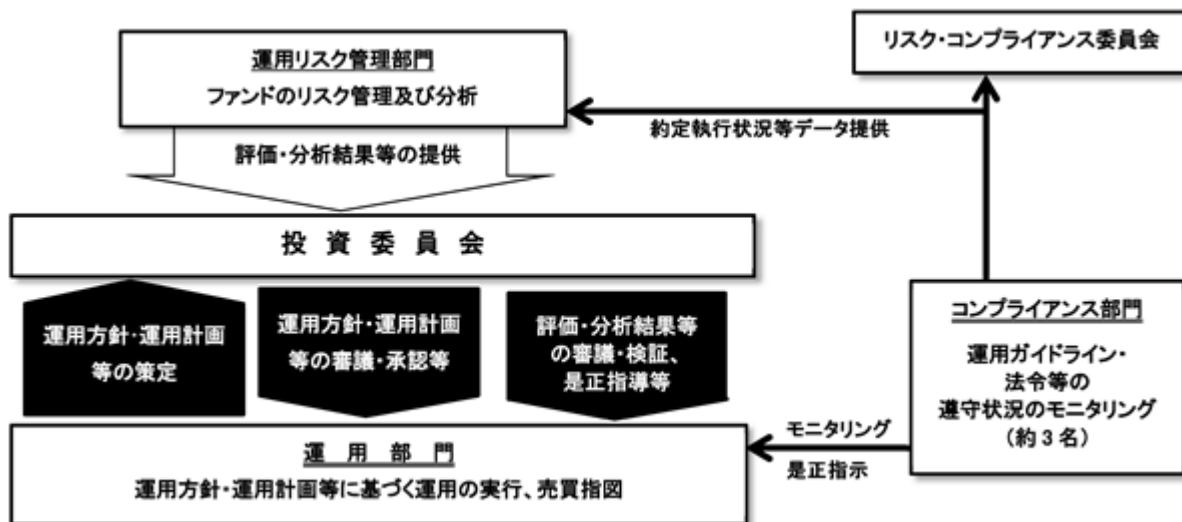 運用リスク管理部門
ファンドのリスク管理及び分析
リスク・コンプライアンス委員会
約定執行状況等データ提供
評価・分析結果等の提供
投資委員会
運用方針・運用計画
等の策定
運用方針・運用計画
等の審議・承認等
評価・分析結果等
の審議・検証、
是正指導等
コンプライアンス部門
運用ガイドライン・
法令等の
遵守状況のモニタリング
（約3名）
モニタリング
是正指示
運用部門
運用方針・運用計画等に基づく運用の実行、売買指図